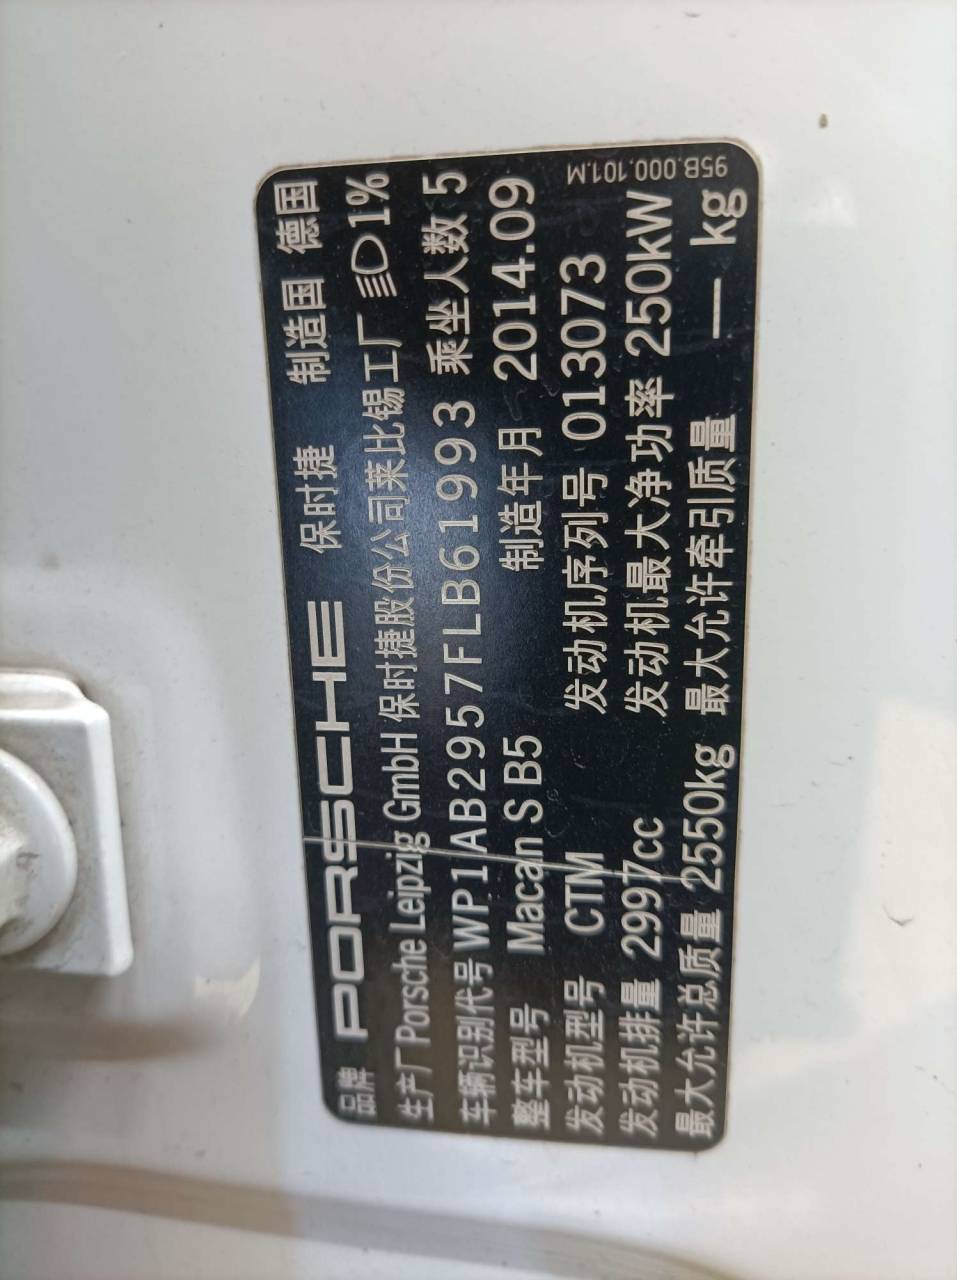 品牌 PORSCHE 保时捷 制造国 德国
生产厂 Porsche Leipzig GmbH 保时捷股份公司莱比锡工厂 1%
车辆识别代号 WP1AB2957FLB61993 乘坐人数 5
整车型号 Macan S B5 制造年月 2014.09
发动机型号 CTM 发动机序列号 013073
发动机排量 2997cc 发动机最大净功率 250kW
最大允许总质量 2550kg 最大允许牵引质量 — kg
95B.000.101.M